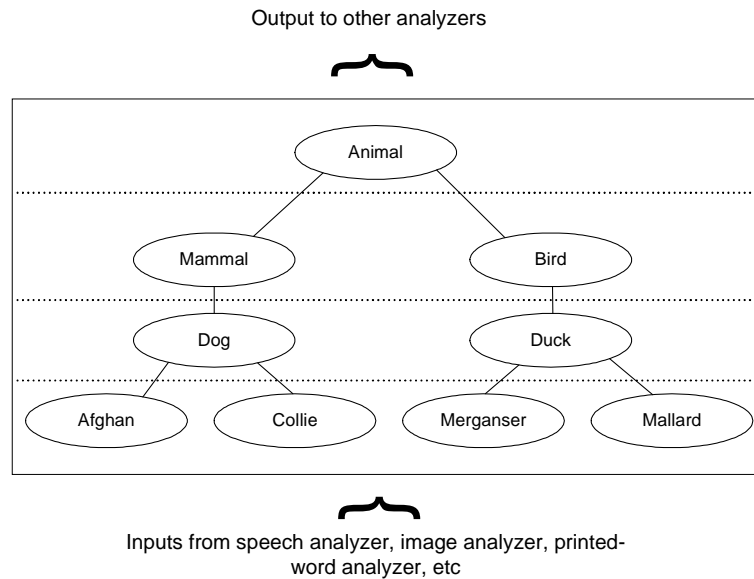 Output to other analyzers
Animal
Mammal
Bird
Dog
Duck
Afghan
Collie
Merganser
Mallard
Inputs from speech analyzer, image analyzer, printed-
word analyzer, etc